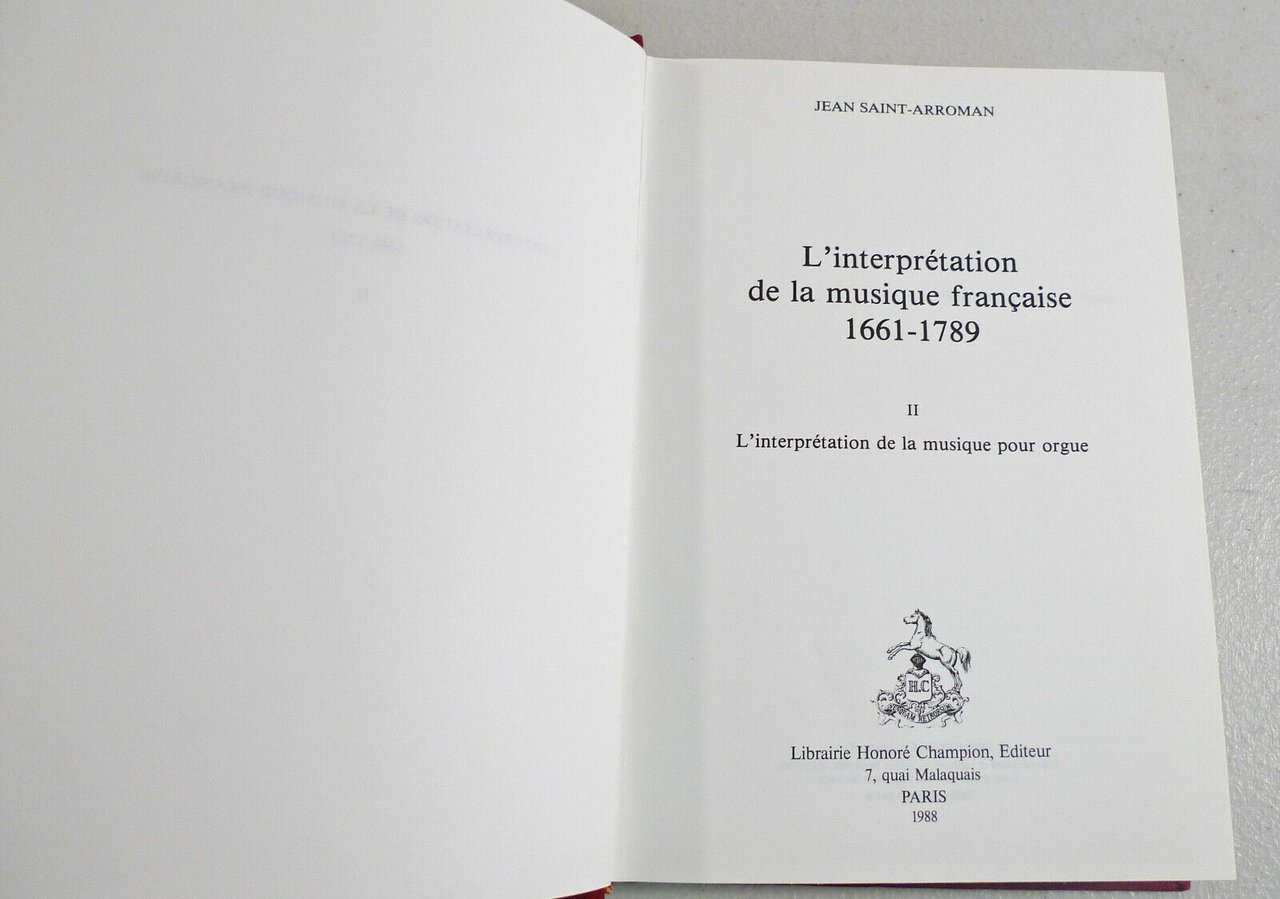 JEAN SAINT-ARROMAN
L'interprétation
de la musique française
1661-1789
II
L'interprétation de la musique pour orgue
H.C
Librairie Honoré Champion, Editeur
7, quai Malaquais
PARIS
1988